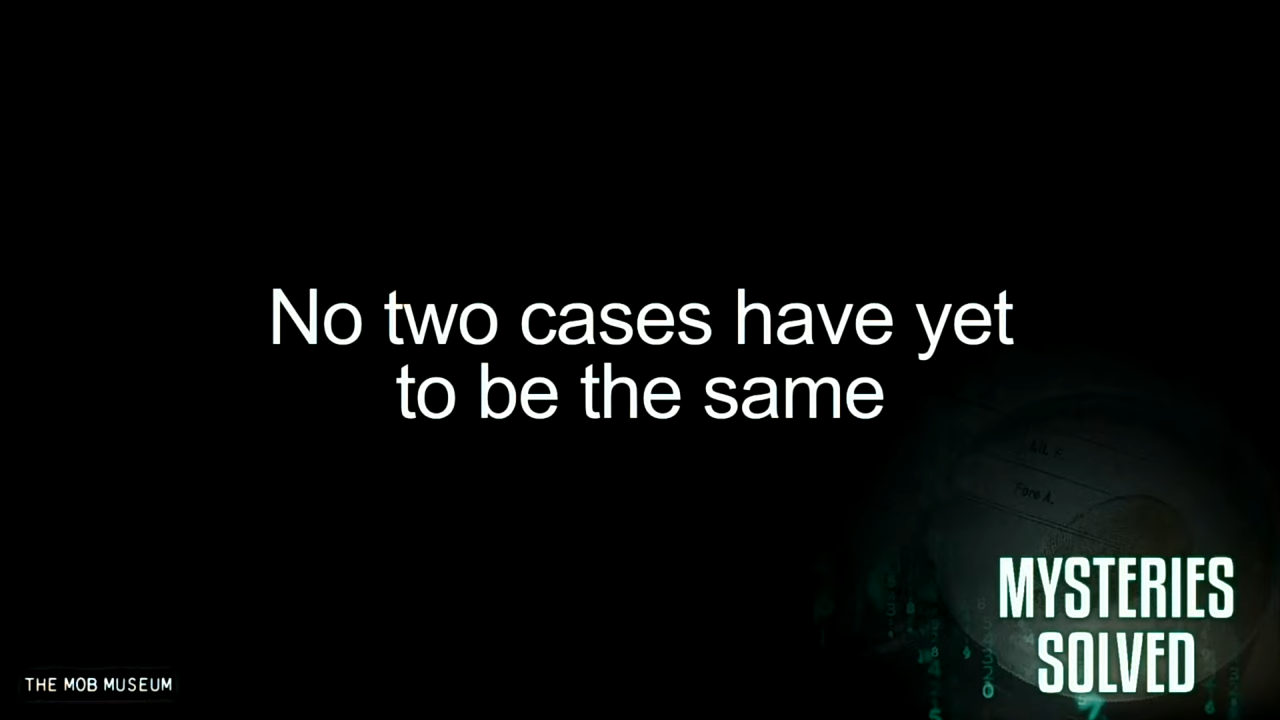 No two cases have yet
to be the same
MYSTERIES
SOLVED
THE MOB MUSEUM